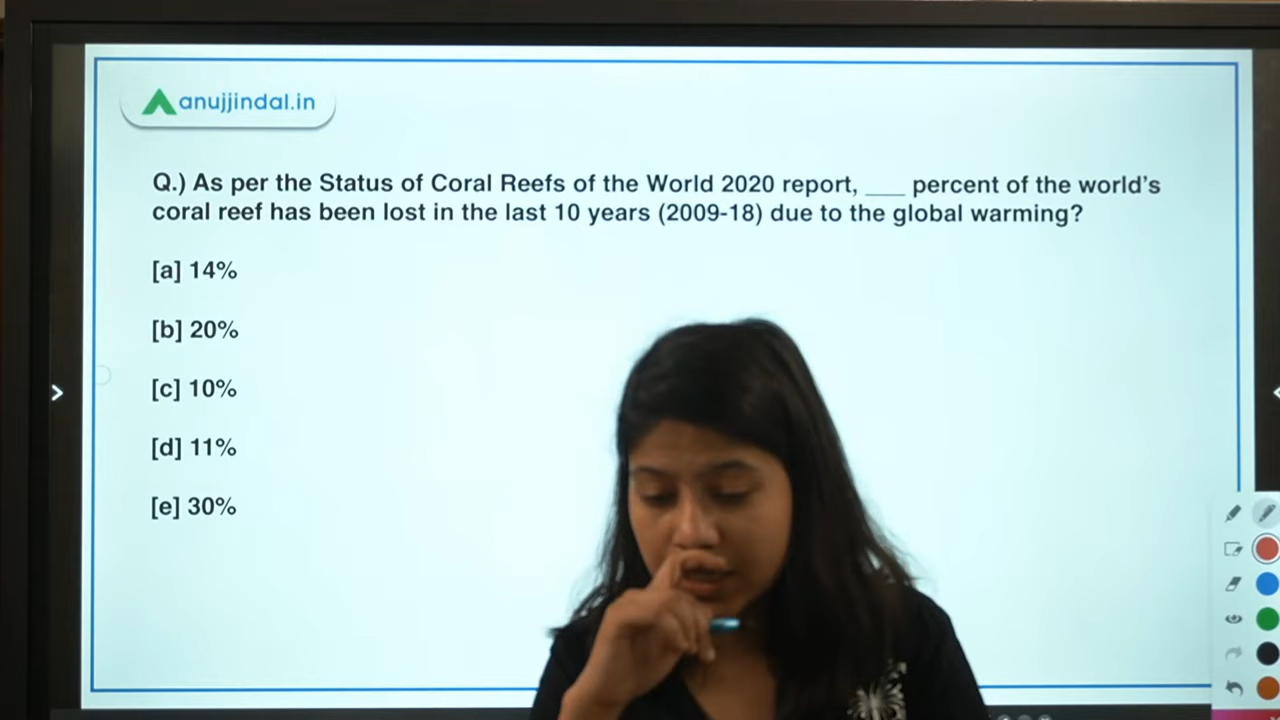 anujjindal.in
Q.) As per the Status of Coral Reefs of the World 2020 report, ___ percent of the world's
coral reef has been lost in the last 10 years (2009-18) due to the global warming?
[a] 14%
[b] 20%
[c] 10%
[d] 11%
[e] 30%